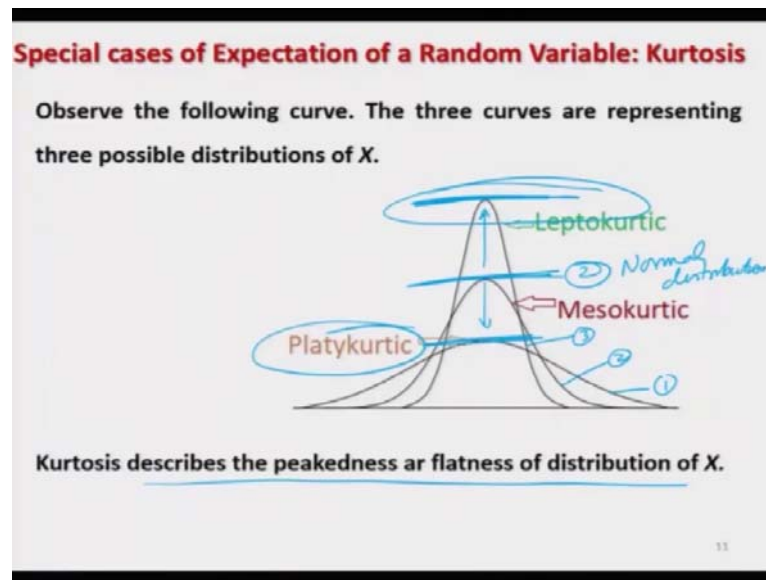 Special cases of Expectation of a Random Variable: Kurtosis
Observe the following curve. The three curves are representing
three possible distributions of X.
Leptokurtic
② Normal
distribution
Mesokurtic
Platykurtic
③
②
①
Kurtosis describes the peakedness ar flatness of distribution of X.
11